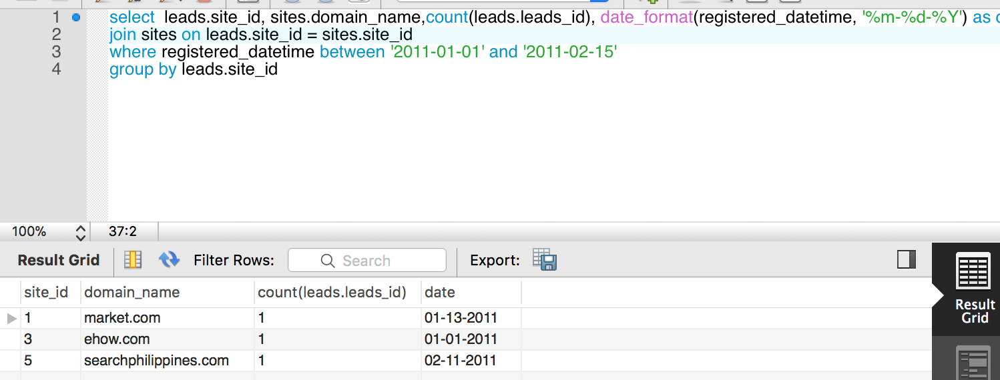 1 select  leads.site_id, sites.domain_name,count(leads.leads_id), date_format(registered_datetime, '%m-%d-%Y') as
2 join sites on leads.site_id = sites.site_id
3 where registered_datetime between '2011-01-01' and '2011-02-15'
4 group by leads.site_id
100% 37:2
Result Grid Filter Rows: Search Export:
site_id domain_name count(leads.leads_id) date
1 market.com 1 01-13-2011
3 ehow.com 1 01-01-2011
5 searchphilippines.com 1 02-11-2011
Result
Grid